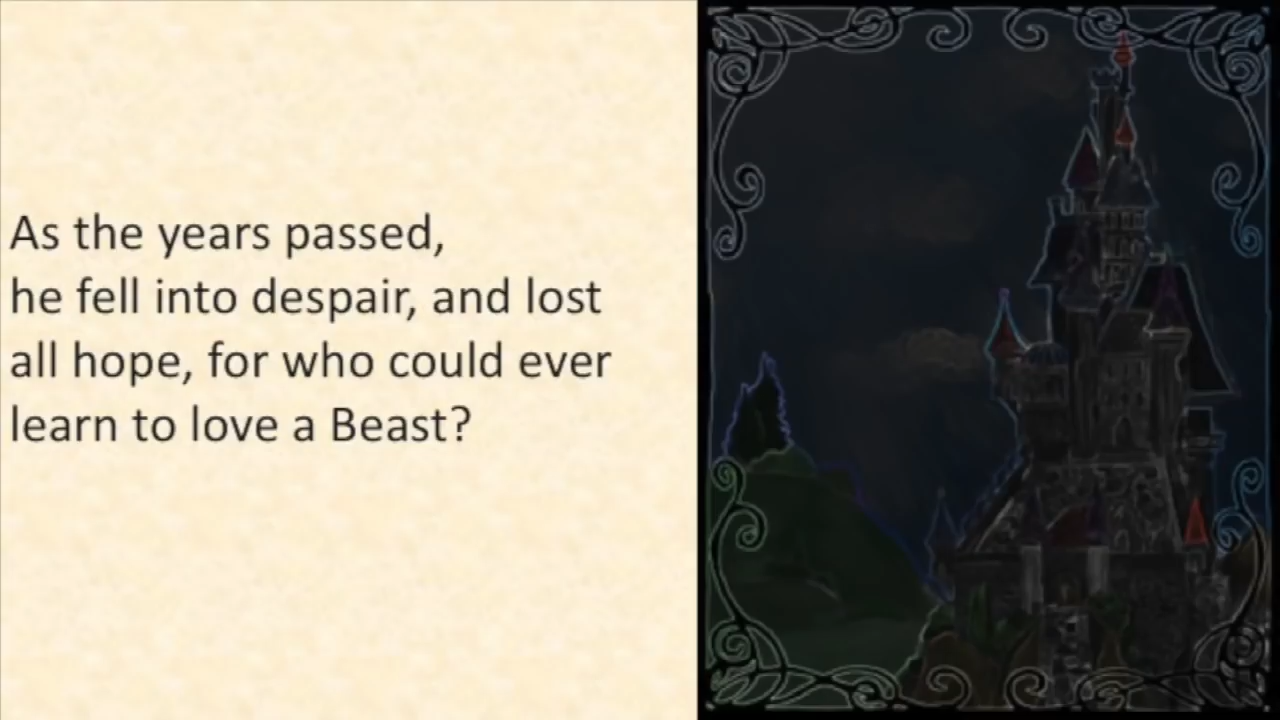 As the years passed,
he fell into despair, and lost
all hope, for who could ever
learn to love a Beast?